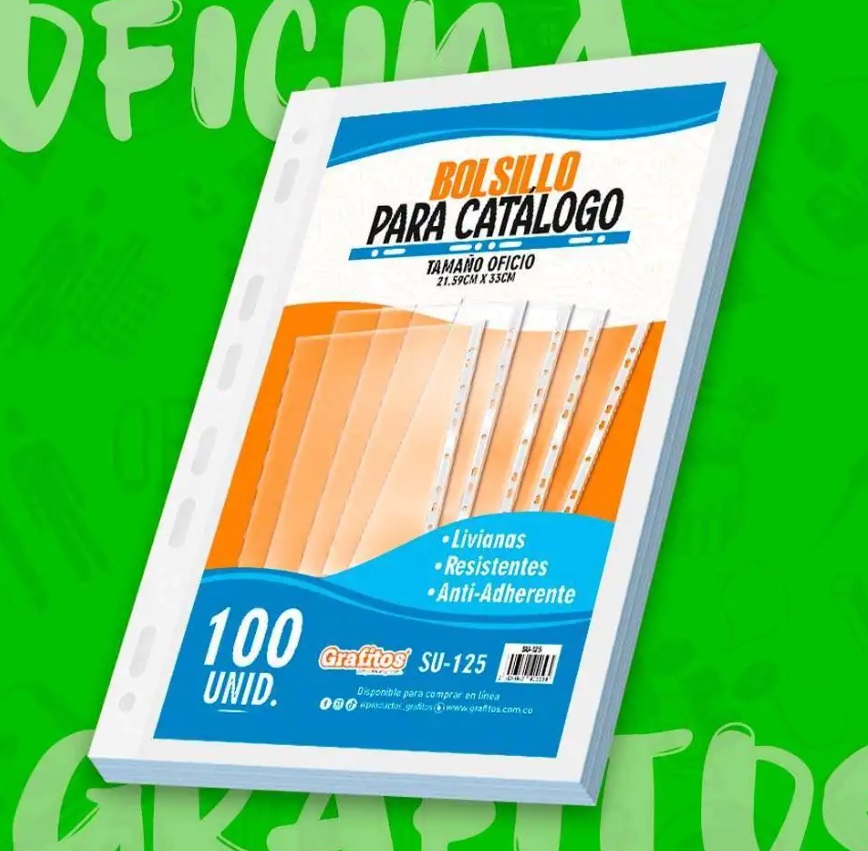 OFICINA
BOLSILLO
PARA CATÁLOGO
TAMAÑO OFICIO
21.59CM X 33CM
•Livianas
•Resistentes
•Anti-Adherente
100
UNID.
Grafitos
SU-125
SU-125
Disponible para comprar en línea
@productos_grafitos www.grafitos.com.co
GRAFITOS